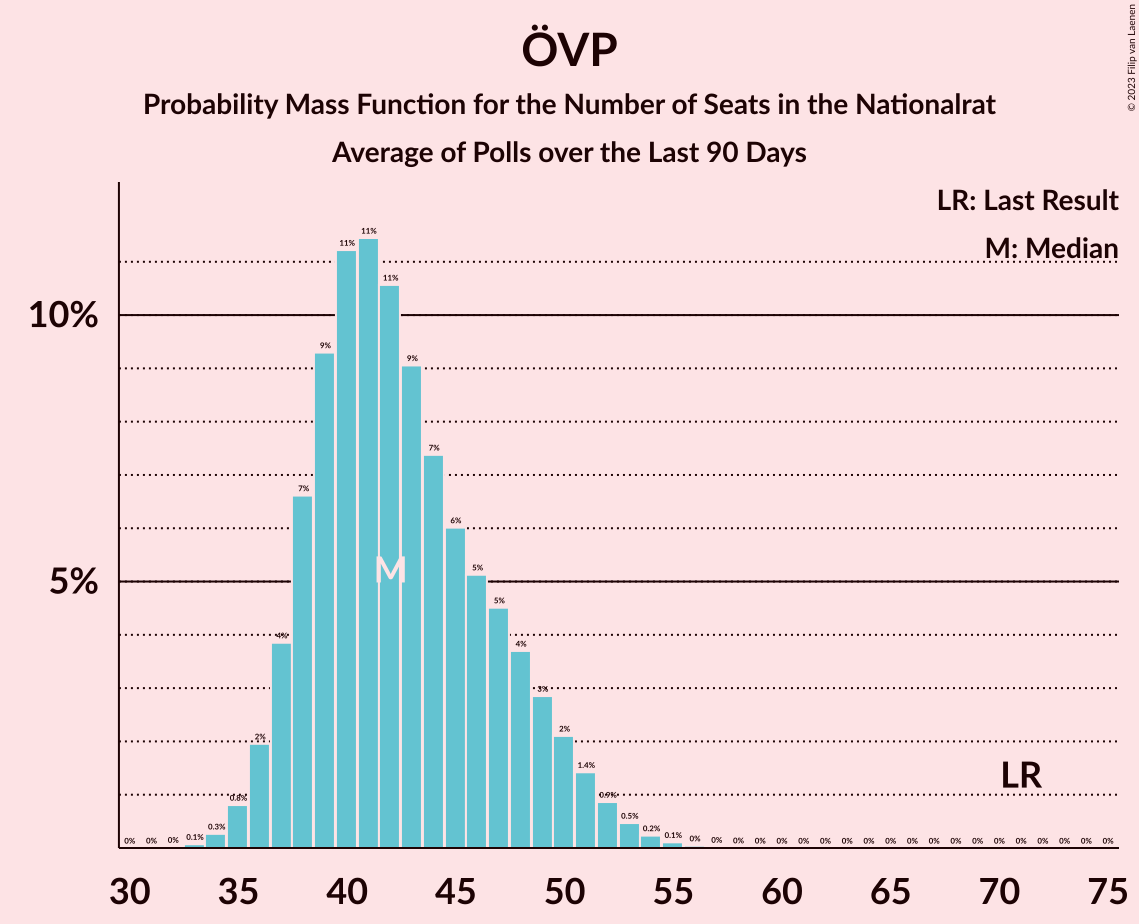 ÖVP
Probability Mass Function for the Number of Seats in the Nationalrat
Average of Polls over the Last 90 Days
© 2023 Filip van Laenen
LR: Last Result
M: Median
10%
5%
0% 0% 0% 0.1% 0.3% 0.8% 2% 4% 7% 9% 11% 11% 11% 9% 7% 6% 5% 5% 4% 3% 2% 1.4% 0.9% 0.5% 0.2% 0.1% 0% 0% 0% 0% 0% 0% 0% 0% 0% 0% 0% 0% 0% 0% 0% 0% 0% 0% 0% 0%
M
LR
30 35 40 45 50 55 60 65 70 75